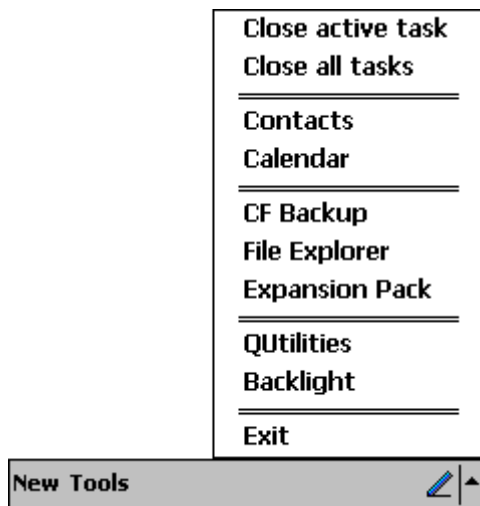 Close active task
Close all tasks
Contacts
Calendar
CF Backup
File Explorer
Expansion Pack
QUtilities
Backlight
Exit
New Tools